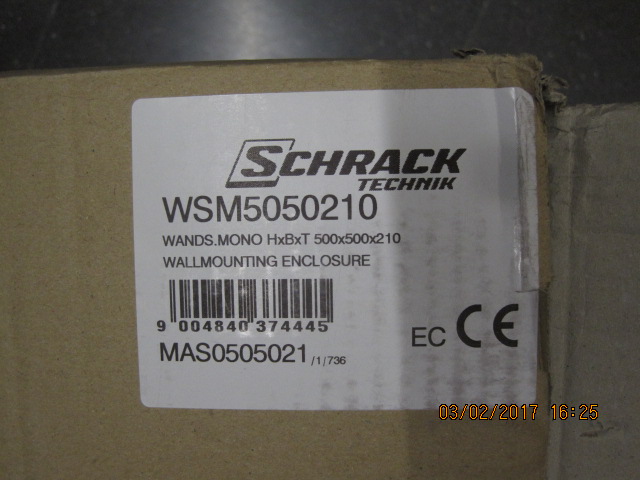 SCHRACK
TECHNIK
WSM5050210
WANDS.MONO HxBxT 500x500x210
WALLMOUNTING ENCLOSURE
9 004840 374445
MAS0505021 /1/736
EC CE
03/02/2017 16:25